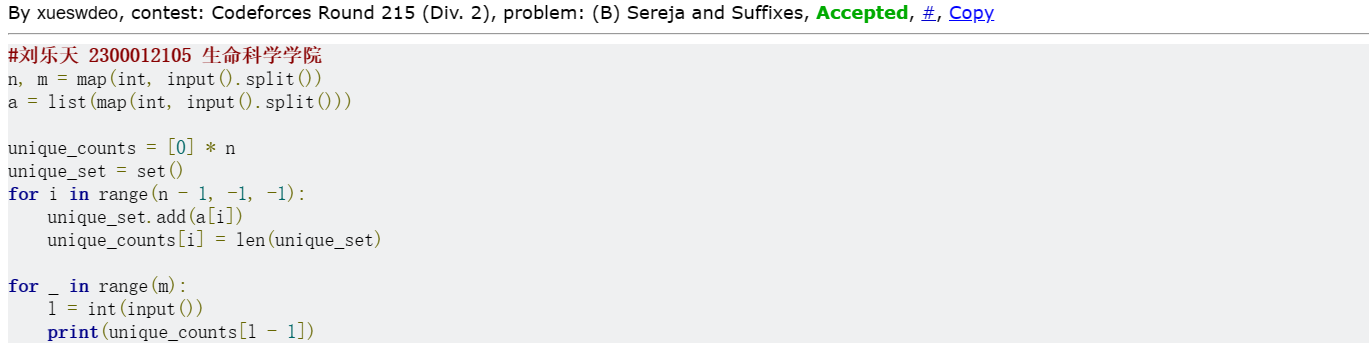 By xueswdeo, contest: Codeforces Round 215 (Div. 2), problem: (B) Sereja and Suffixes, Accepted, #, Copy
#刘乐天 2300012105 生命科学学院
n, m = map(int, input().split())
a = list(map(int, input().split()))

unique_counts = [0] * n
unique_set = set()
for i in range(n - 1, -1, -1):
    unique_set.add(a[i])
    unique_counts[i] = len(unique_set)

for _ in range(m):
    l = int(input())
    print(unique_counts[l - 1])